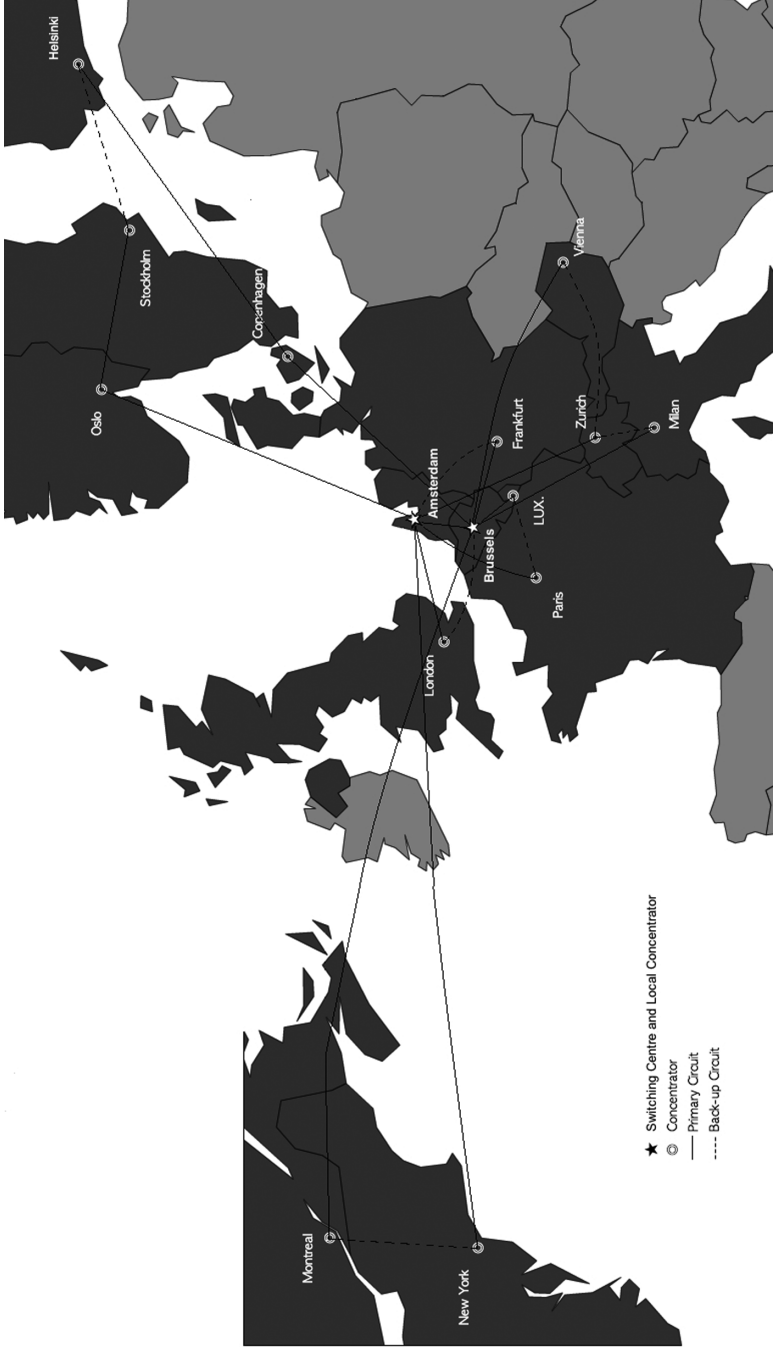 Helsinki
Stockholm
Oslo
Copenhagen
Amsterdam
Brussels
London
LUX.
Frankfurt
Paris
Zurich
Vienna
Milan
Montreal
New York
★ Switching Centre and Local Concentrator
◎ Concentrator
— Primary Circuit
---- Back-up Circuit